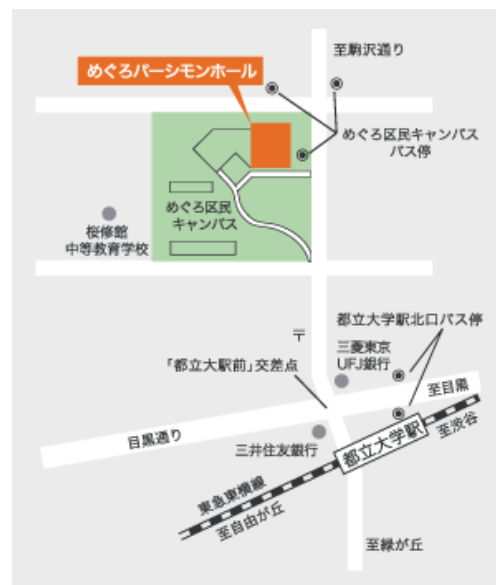 至駒沢通り
めぐろパーシモンホール
めぐろ区民キャンパス
バス停
めぐろ区民
キャンパス
桜修館
中等教育学校
都立大学駅北口バス停
〒
三菱東京
UFJ銀行
「都立大駅前」交差点
至目黒
目黒通り
三井住友銀行
都立大学駅
至渋谷
東急東横線
至自由が丘
至緑が丘